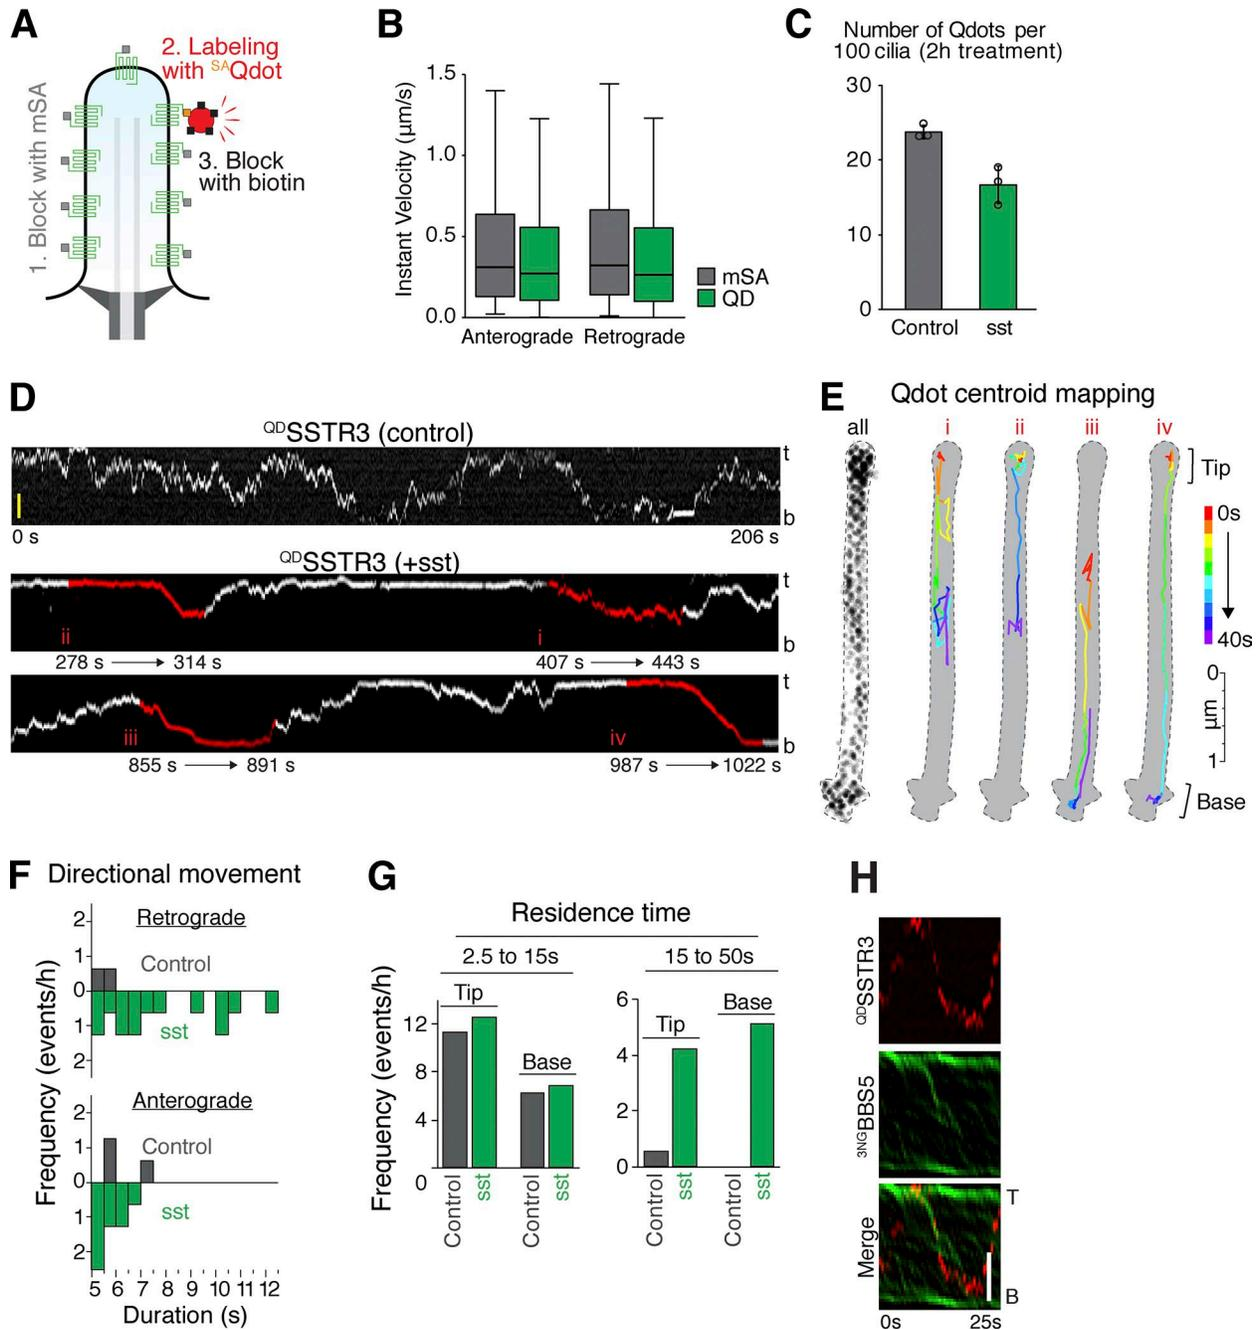 A
1. Block with mSA
2. Labeling
with SAQdot
3. Block
with biotin
B
Instant Velocity (µm/s)
1.5
1.0
0.5
0.0
Anterograde Retrograde
mSA
QD
C
Number of Qdots per
100 cilia (2h treatment)
30
20
10
0
Control sst
D
QDSSTR3 (control)
t
b
0 s 206 s
QDSSTR3 (+sst)
t
ii i
b
278 s → 314 s 407 s → 443 s
t
iii iv
b
855 s → 891 s 987 s → 1022 s
E
Qdot centroid mapping
all i ii iii iv
Tip
0s
40s
0
µm
1
Base
F
Directional movement
Frequency (events/h)
Retrograde
2
1
0
1
2
Control
sst
Anterograde
2
1
0
1
2
Control
sst
5 6 7 8 9 10 11 12
Duration (s)
G
Residence time
2.5 to 15s 15 to 50s
Frequency (events/h)
12
8
4
0
Tip
Base
Control sst Control sst
6
4
2
0
Tip
Base
Control sst Control sst
H
QDSSTR3
3NGBBS5
Merge
T
B
0s 25s